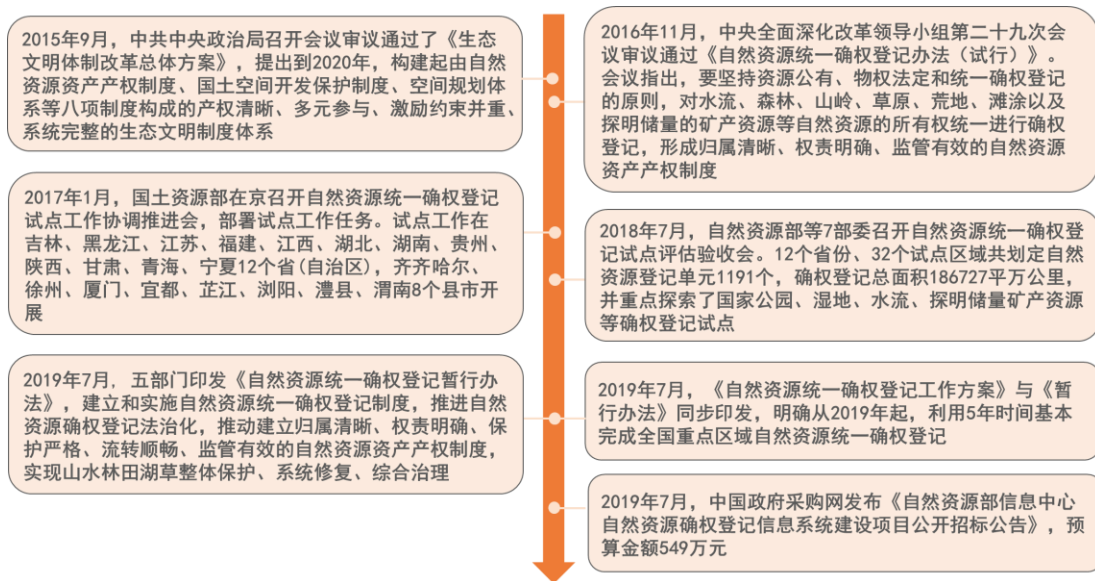 2015年9月，中共中央政治局召开会议审议通过了《生态
文明体制改革总体方案》，提出到2020年，构建起由自然
资源资产产权制度、国土空间开发保护制度、空间规划体
系等八项制度构成的产权清晰、多元参与、激励约束并重、
系统完整的生态文明制度体系
2016年11月，中央全面深化改革领导小组第二十九次会
议审议通过《自然资源统一确权登记办法（试行）》。
会议指出，要坚持资源公有、物权法定和统一确权登记
的原则，对水流、森林、山岭、草原、荒地、滩涂以及
探明储量的矿产资源等自然资源的所有权统一进行确权
登记，形成归属清晰、权责明确、监管有效的自然资源
资产产权制度
2017年1月，国土资源部在京召开自然资源统一确权登记
试点工作协调推进会，部署试点工作任务。试点工作在
吉林、黑龙江、江苏、福建、江西、湖北、湖南、贵州、
陕西、甘肃、青海、宁夏12个省(自治区)，齐齐哈尔、
徐州、厦门、宜都、芷江、浏阳、澧县、渭南8个县市开
展
2018年7月，自然资源部等7部委召开自然资源统一确权登
记试点评估验收会。12个省份、32个试点区域共划定自然
资源登记单元1191个，确权登记总面积186727平万公里，
并重点探索了国家公园、湿地、水流、探明储量矿产资源
等确权登记试点
2019年7月，五部门印发《自然资源统一确权登记暂行办
法》，建立和实施自然资源统一确权登记制度，推进自然
资源确权登记法治化，推动建立归属清晰、权责明确、保
护严格、流转顺畅、监管有效的自然资源资产产权制度，
实现山水林田湖草整体保护、系统修复、综合治理
2019年7月，《自然资源统一确权登记工作方案》与《暂
行办法》同步印发，明确从2019年起，利用5年时间基本
完成全国重点区域自然资源统一确权登记
2019年7月，中国政府采购网发布《自然资源部信息中心
自然资源确权登记信息系统建设项目公开招标公告》，预
算金额549万元